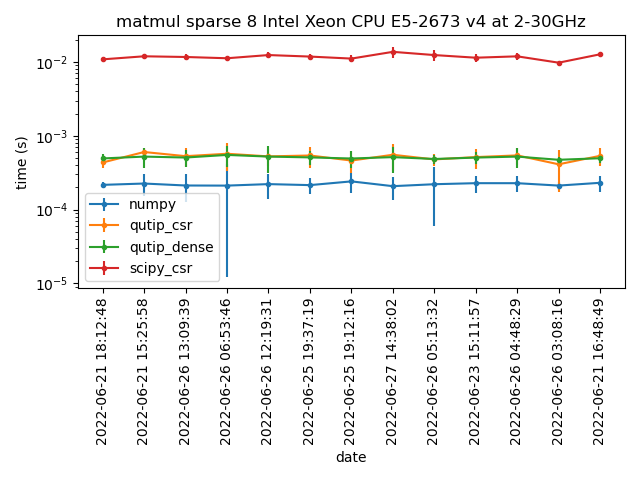 matmul sparse 8 Intel Xeon CPU E5-2673 v4 at 2-30GHz
time (s)
10⁻²
10⁻³
10⁻⁴
10⁻⁵
numpy
qutip_csr
qutip_dense
scipy_csr
2022-06-21 18:12:48
2022-06-21 15:25:58
2022-06-26 13:09:39
2022-06-26 06:53:46
2022-06-26 12:19:31
2022-06-25 19:37:19
2022-06-25 19:12:16
2022-06-27 14:38:02
2022-06-26 05:13:32
2022-06-23 15:11:57
2022-06-26 04:48:29
2022-06-26 03:08:16
2022-06-21 16:48:49
date